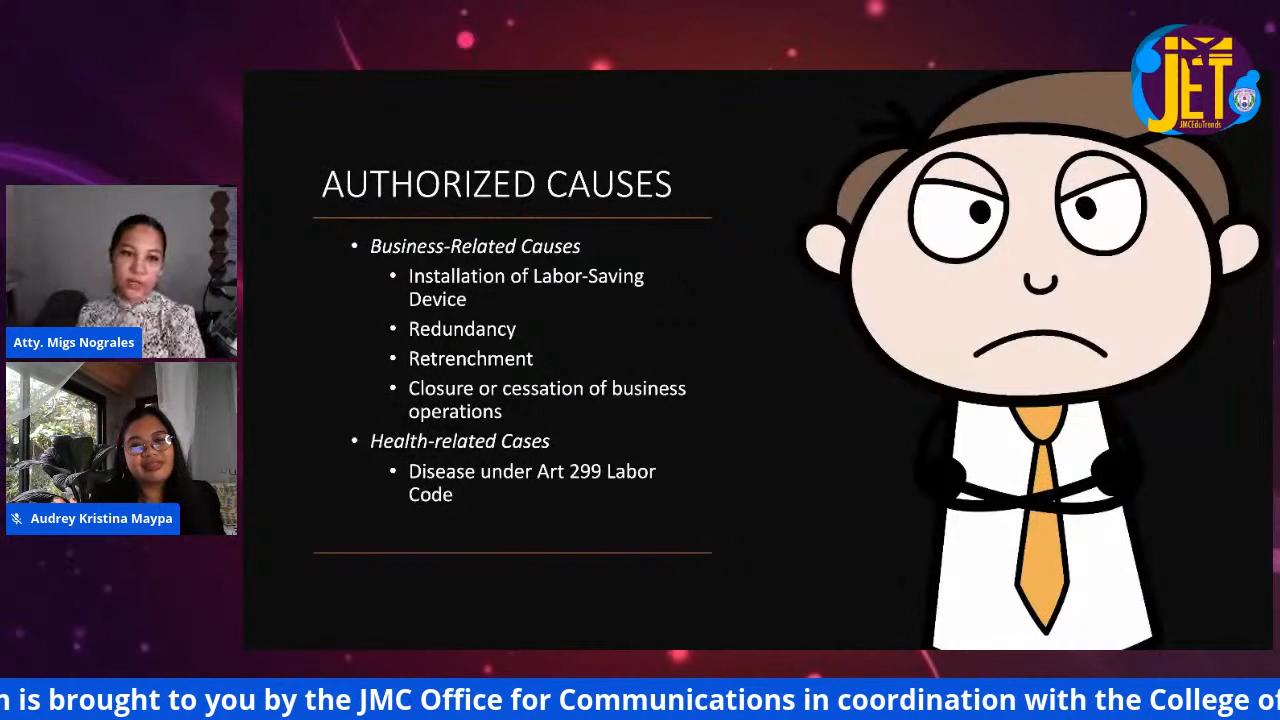 JET
JMCEduTrends
AUTHORIZED CAUSES
• Business-Related Causes
• Installation of Labor-Saving
Device
• Redundancy
• Retrenchment
• Closure or cessation of business
operations
• Health-related Cases
• Disease under Art 299 Labor
Code
Atty. Migs Nograles
Audrey Kristina Maypa
n is brought to you by the JMC Office for Communications in coordination with the College of